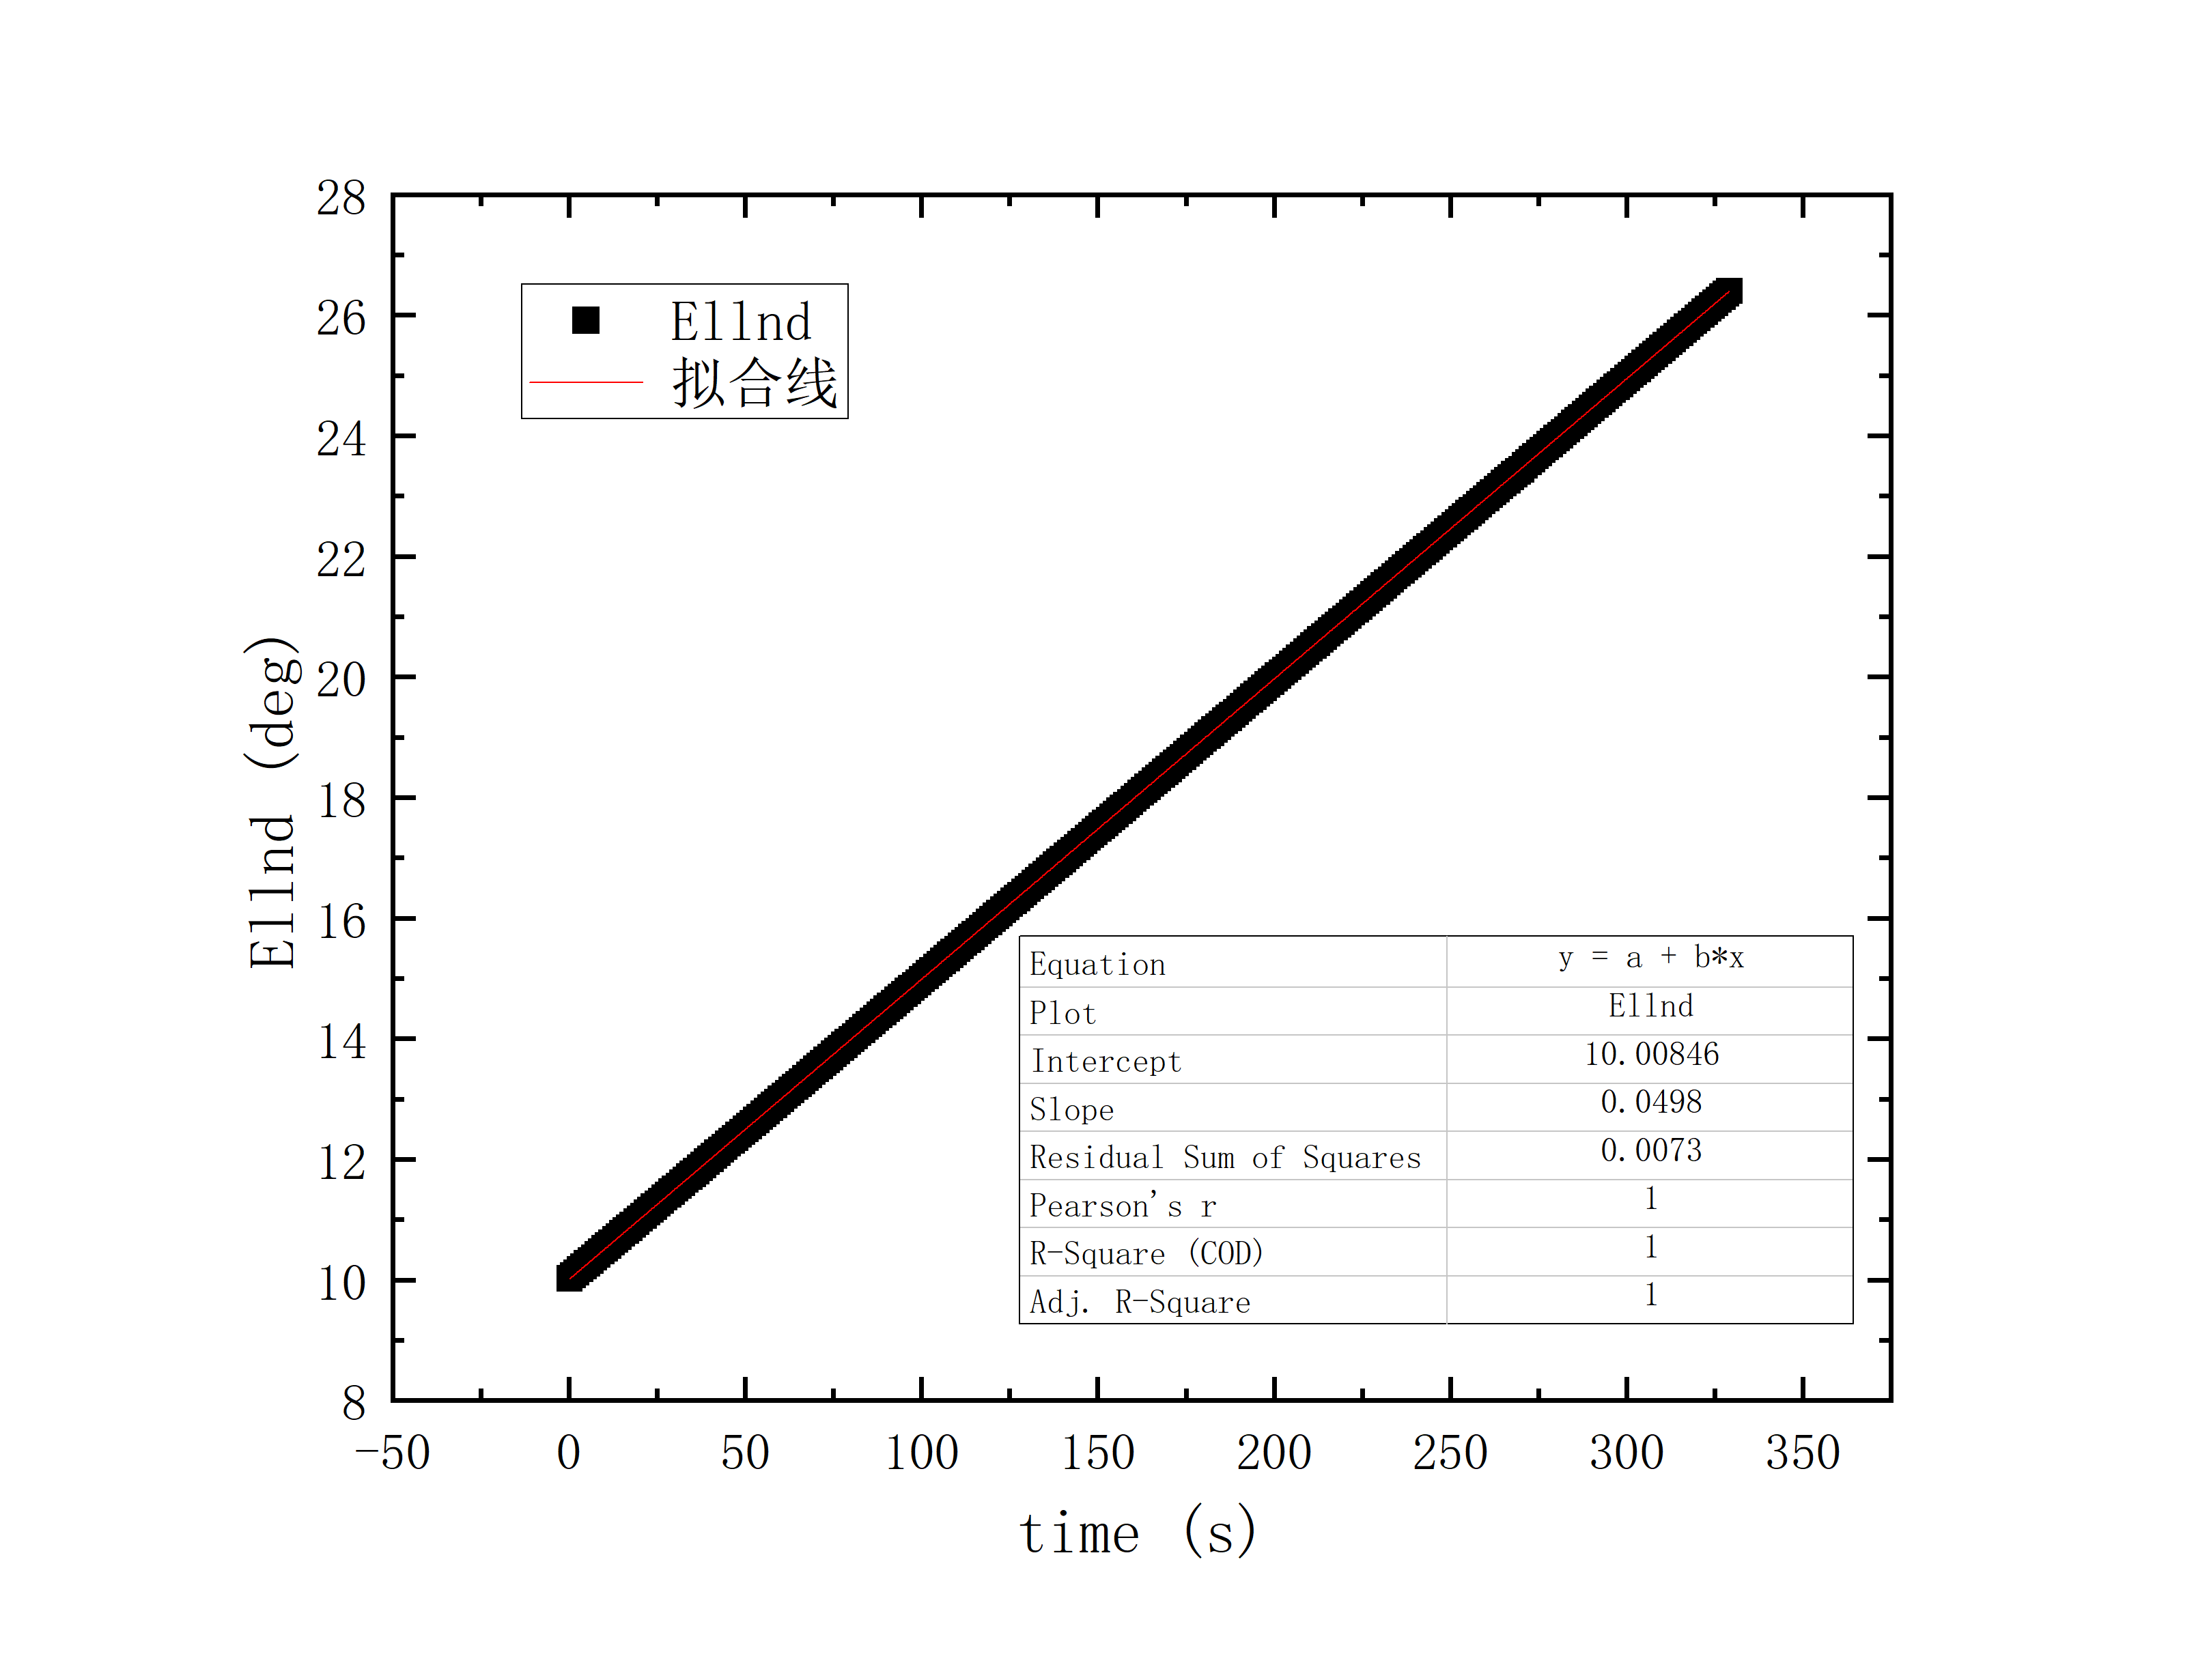 28
26
24
22
20
18
16
14
12
10
8
Ellnd (deg)
Ellnd
拟合线
Equation y = a + b*x
Plot Ellnd
Intercept 10.00846
Slope 0.0498
Residual Sum of Squares 0.0073
Pearson's r 1
R-Square (COD) 1
Adj. R-Square 1
-50 0 50 100 150 200 250 300 350
time (s)